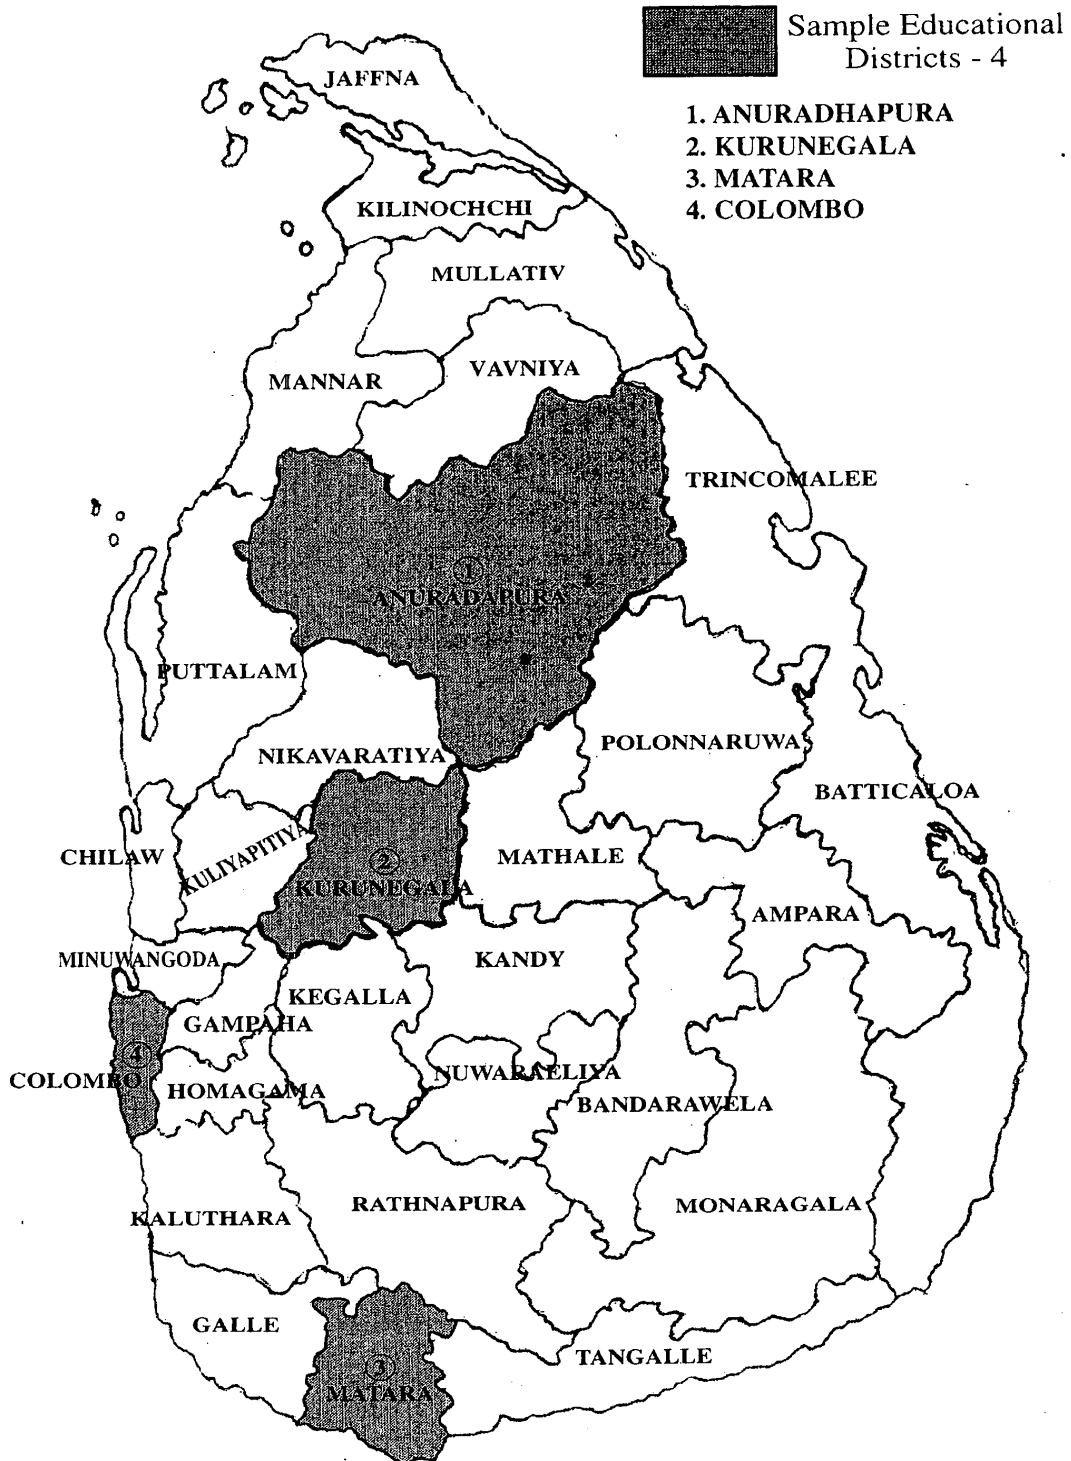 Sample Educational
Districts - 4
1. ANURADHAPURA
2. KURUNEGALA
3. MATARA
4. COLOMBO
JAFFNA
KILINOCHCHI
MULLATIV
VAVNIYA
MANNAR
TRINCOMALEE
1
ANURADAPURA
PUTTALAM
POLONNARUWA
NIKAVARATIYA
BATTICALOA
KULIYAPITIYA
CHILAW
2
KURUNEGALA
MATHALE
AMPARA
MINUWANGODA
KANDY
KEGALLA
GAMPAHA
4
COLOMBO
HOMAGAMA
NUWARAELIYA
BANDARAWELA
RATHNAPURA
MONARAGALA
KALUTHARA
GALLE
TANGALLE
3
MATARA